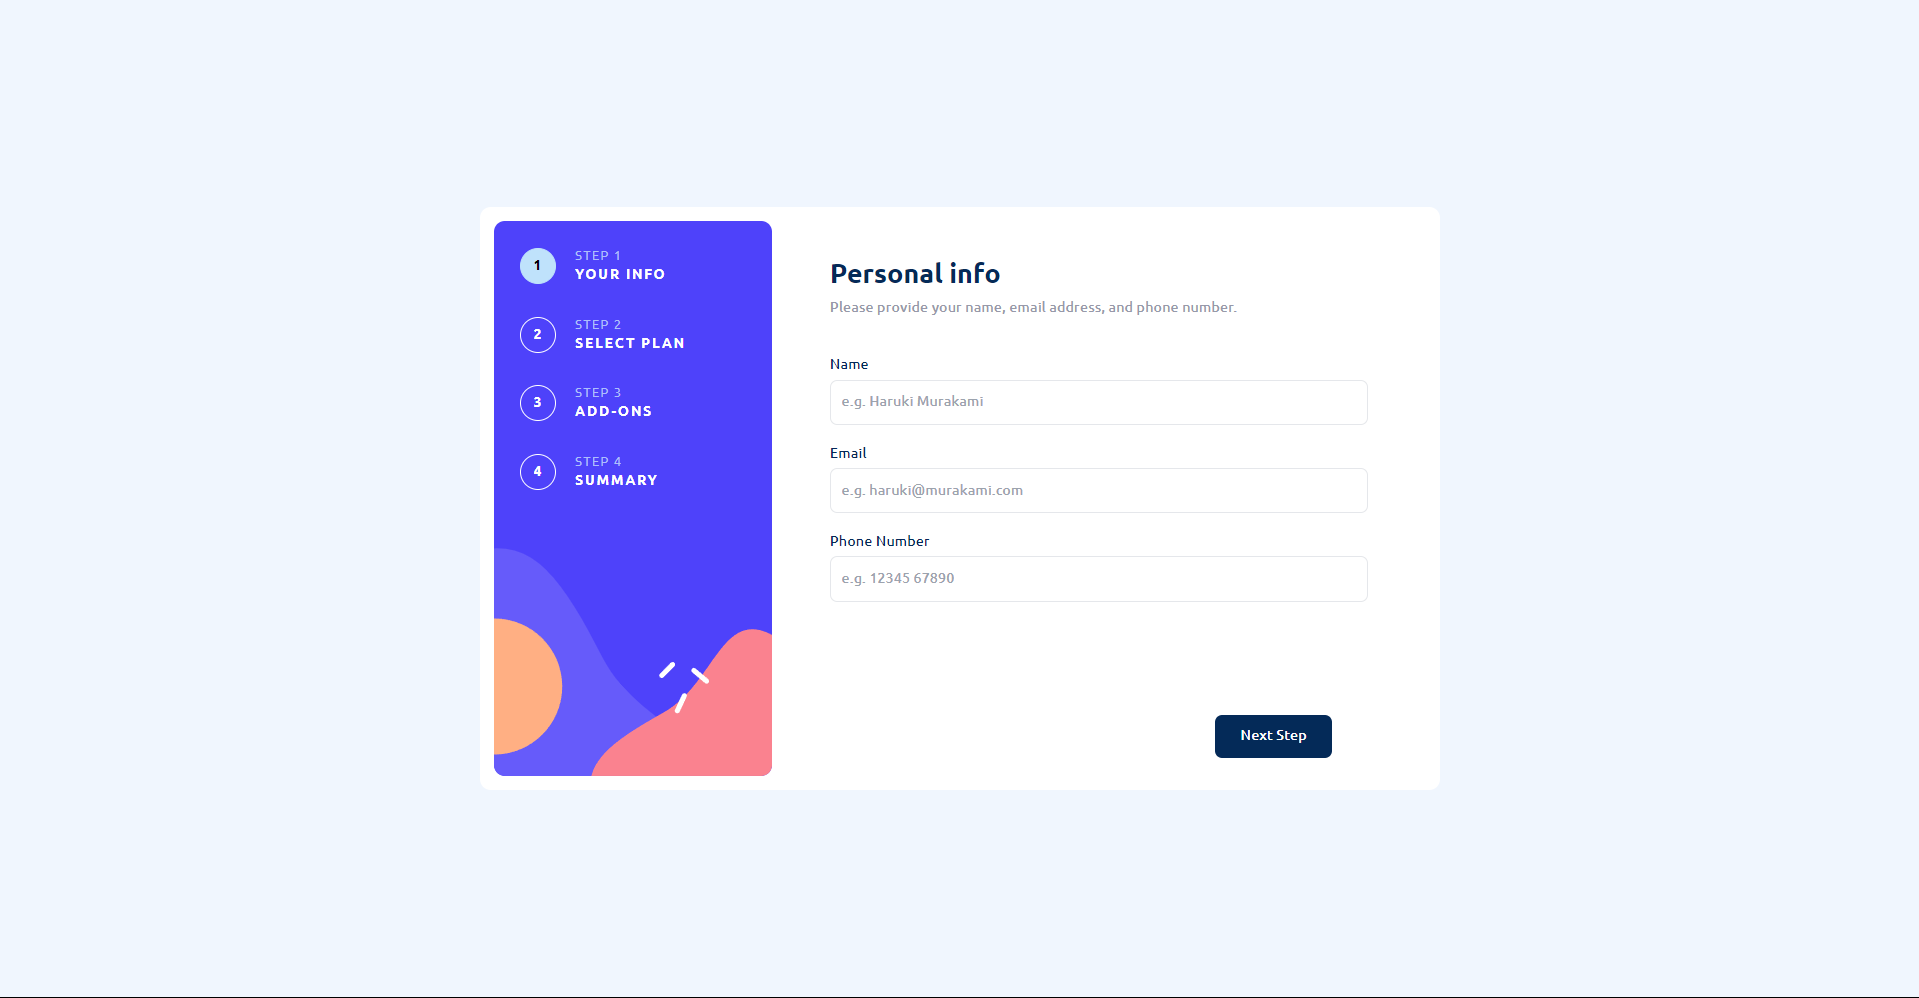 1
STEP 1
YOUR INFO
2
STEP 2
SELECT PLAN
3
STEP 3
ADD-ONS
4
STEP 4
SUMMARY
Personal info
Please provide your name, email address, and phone number.
Name
e.g. Haruki Murakami
Email
e.g. haruki@murakami.com
Phone Number
e.g. 12345 67890
Next Step